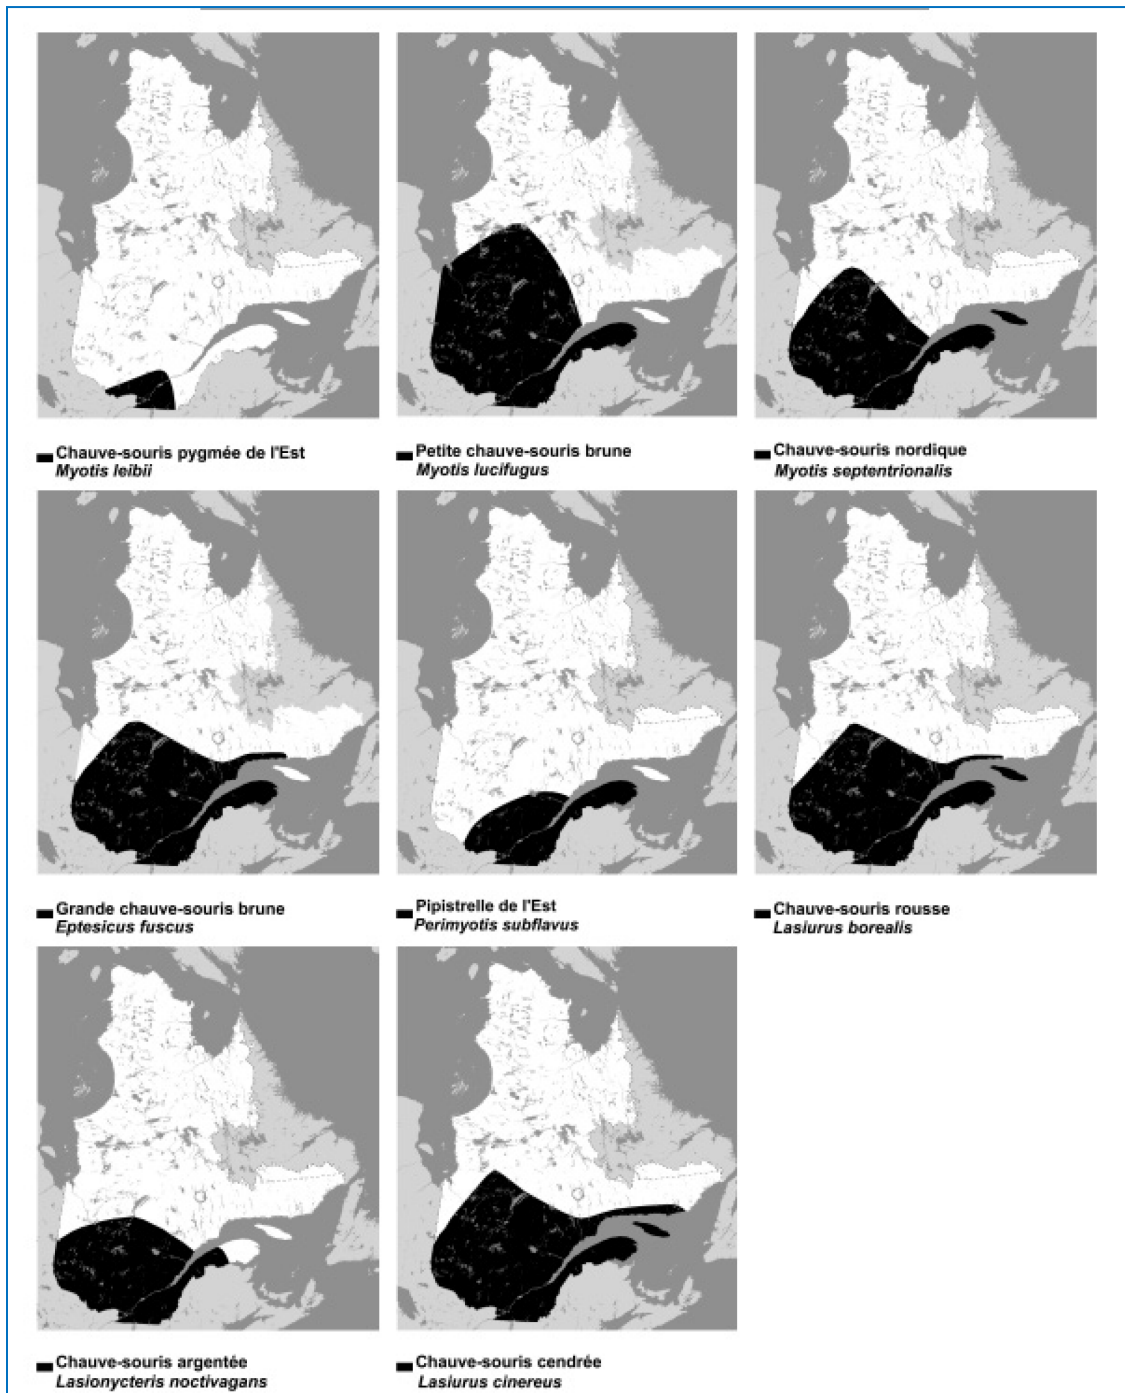 Chauve-souris pygmée de l'Est
Myotis leibii
Petite chauve-souris brune
Myotis lucifugus
Chauve-souris nordique
Myotis septentrionalis
Grande chauve-souris brune
Eptesicus fuscus
Pipistrelle de l'Est
Perimyotis subflavus
Chauve-souris rousse
Lasiurus borealis
Chauve-souris argentée
Lasionycteris noctivagans
Chauve-souris cendrée
Lasiurus cinereus